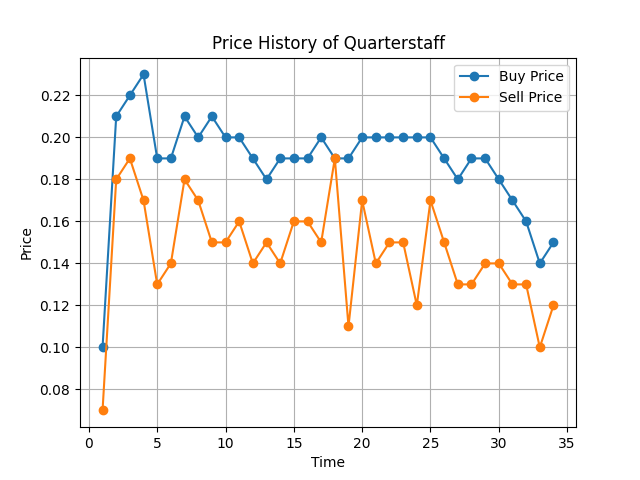 Price History of Quarterstaff
Buy Price
Sell Price
0.22
0.20
0.18
0.16
0.14
0.12
0.10
0.08
Price
0 5 10 15 20 25 30 35
Time